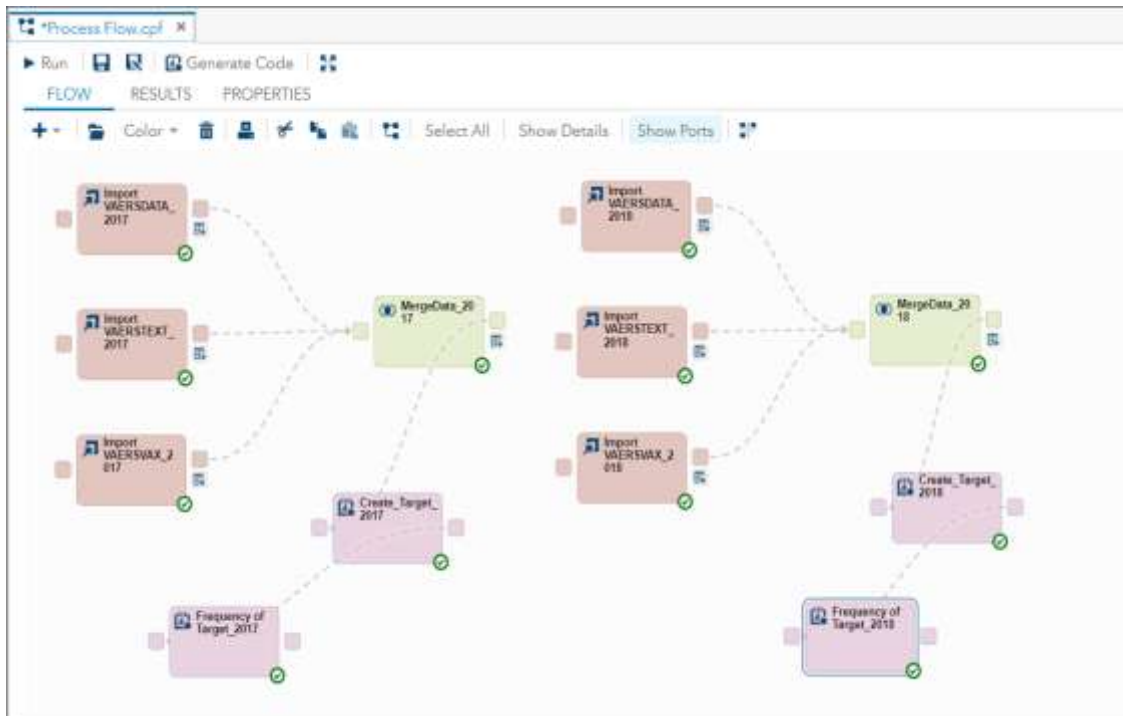 *Process Flow.cpf ×
Run Generate Code
FLOW RESULTS PROPERTIES
Color Select All Show Details Show Ports
Import
VAERSDATA_
2017
Import
VAERSTEXT_
2017
Import
VAERSVAX_2
017
MergeData_20
17
Create_Target_
2017
Frequency of
Target_2017
Import
VAERSDATA_
2018
Import
VAERSTEXT_
2018
Import
VAERSVAX_2
018
MergeData_20
18
Create_Target_
2018
Frequency of
Target_2018